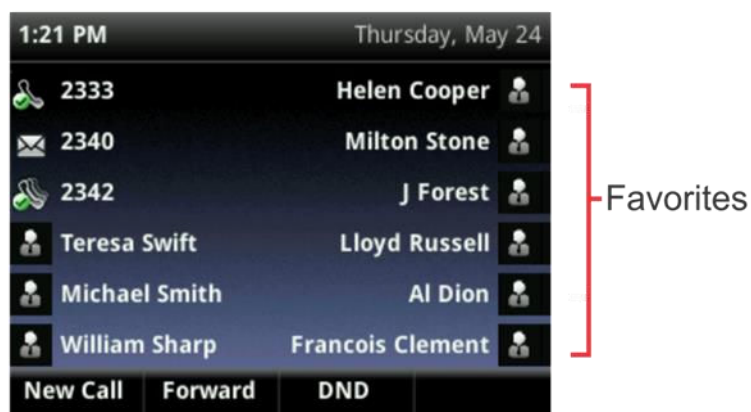 1:21 PM Thursday, May 24
2333 Helen Cooper
2340 Milton Stone
2342 J Forest
Favorites
Teresa Swift Lloyd Russell
Michael Smith Al Dion
William Sharp Francois Clement
New Call Forward DND